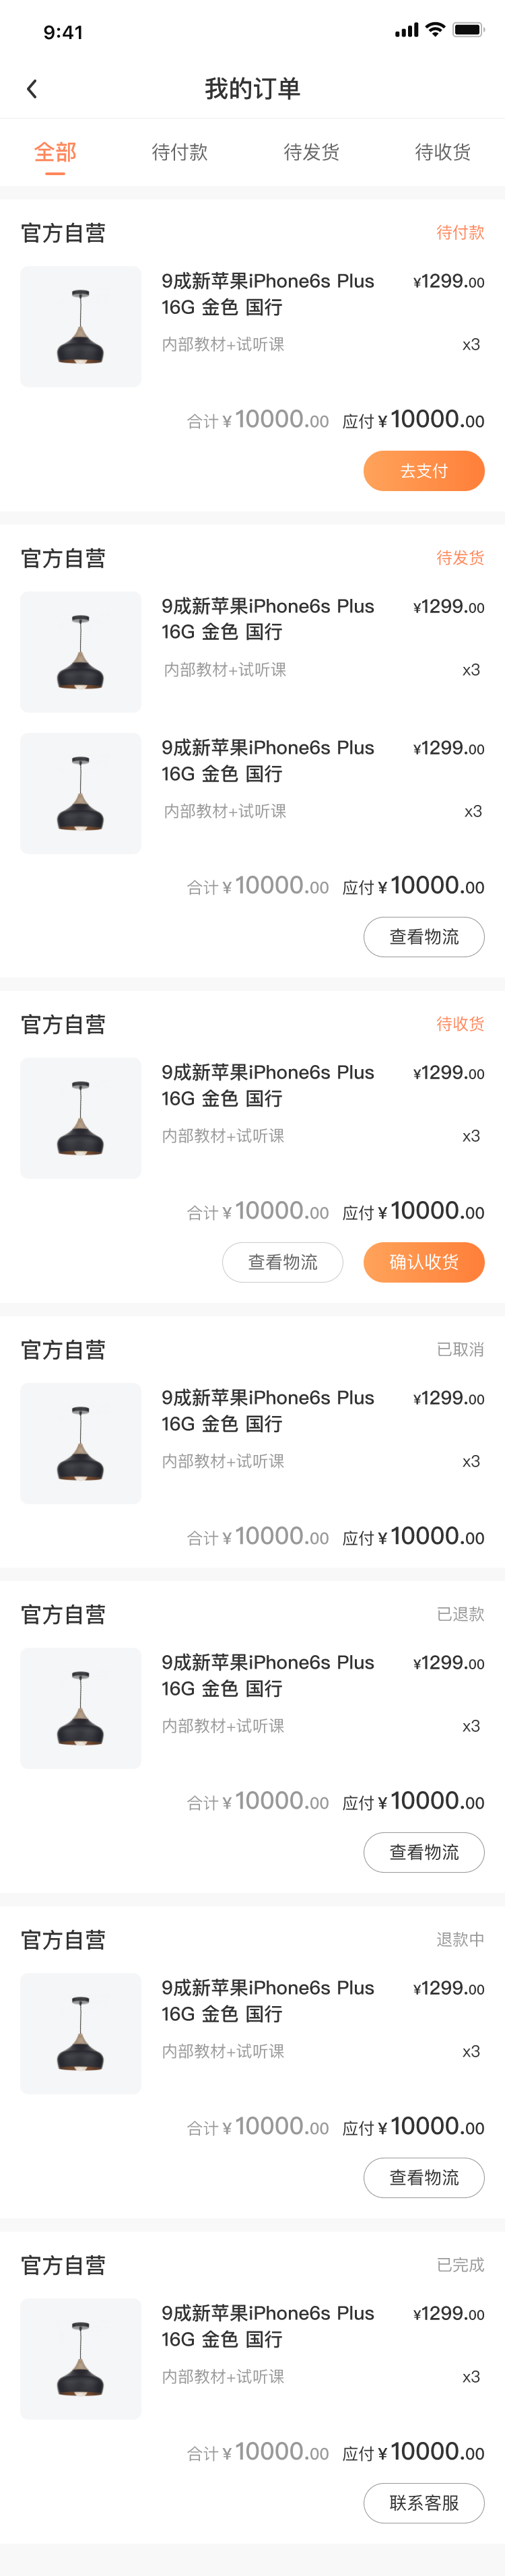 9:41
我的订单
全部 待付款 待发货 待收货
官方自营 待付款
9成新苹果iPhone6s Plus ¥1299.00
16G 金色 国行
内部教材+试听课 x3
合计 ¥ 10000.00 应付 ¥ 10000.00
去支付
官方自营 待发货
9成新苹果iPhone6s Plus ¥1299.00
16G 金色 国行
内部教材+试听课 x3
9成新苹果iPhone6s Plus ¥1299.00
16G 金色 国行
内部教材+试听课 x3
合计 ¥ 10000.00 应付 ¥ 10000.00
查看物流
官方自营 待收货
9成新苹果iPhone6s Plus ¥1299.00
16G 金色 国行
内部教材+试听课 x3
合计 ¥ 10000.00 应付 ¥ 10000.00
查看物流 确认收货
官方自营 已取消
9成新苹果iPhone6s Plus ¥1299.00
16G 金色 国行
内部教材+试听课 x3
合计 ¥ 10000.00 应付 ¥ 10000.00
官方自营 已退款
9成新苹果iPhone6s Plus ¥1299.00
16G 金色 国行
内部教材+试听课 x3
合计 ¥ 10000.00 应付 ¥ 10000.00
查看物流
官方自营 退款中
9成新苹果iPhone6s Plus ¥1299.00
16G 金色 国行
内部教材+试听课 x3
合计 ¥ 10000.00 应付 ¥ 10000.00
查看物流
官方自营 已完成
9成新苹果iPhone6s Plus ¥1299.00
16G 金色 国行
内部教材+试听课 x3
合计 ¥ 10000.00 应付 ¥ 10000.00
联系客服